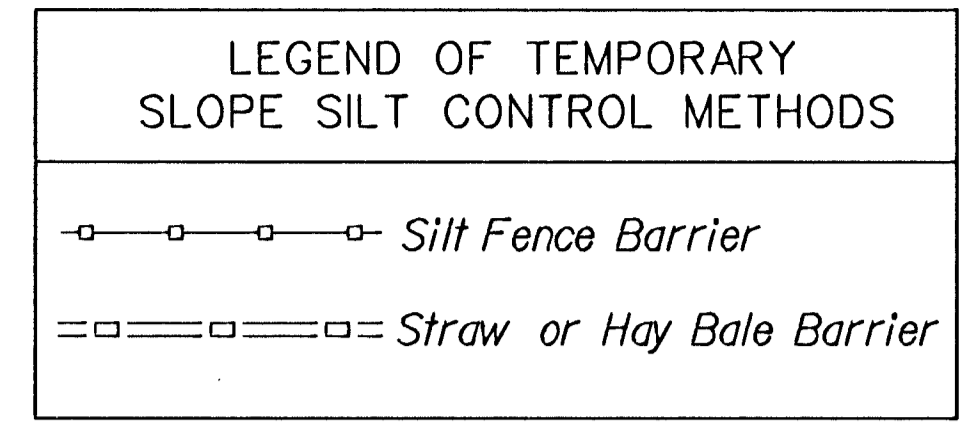 LEGEND OF TEMPORARY
SLOPE SILT CONTROL METHODS
Silt Fence Barrier
Straw or Hay Bale Barrier